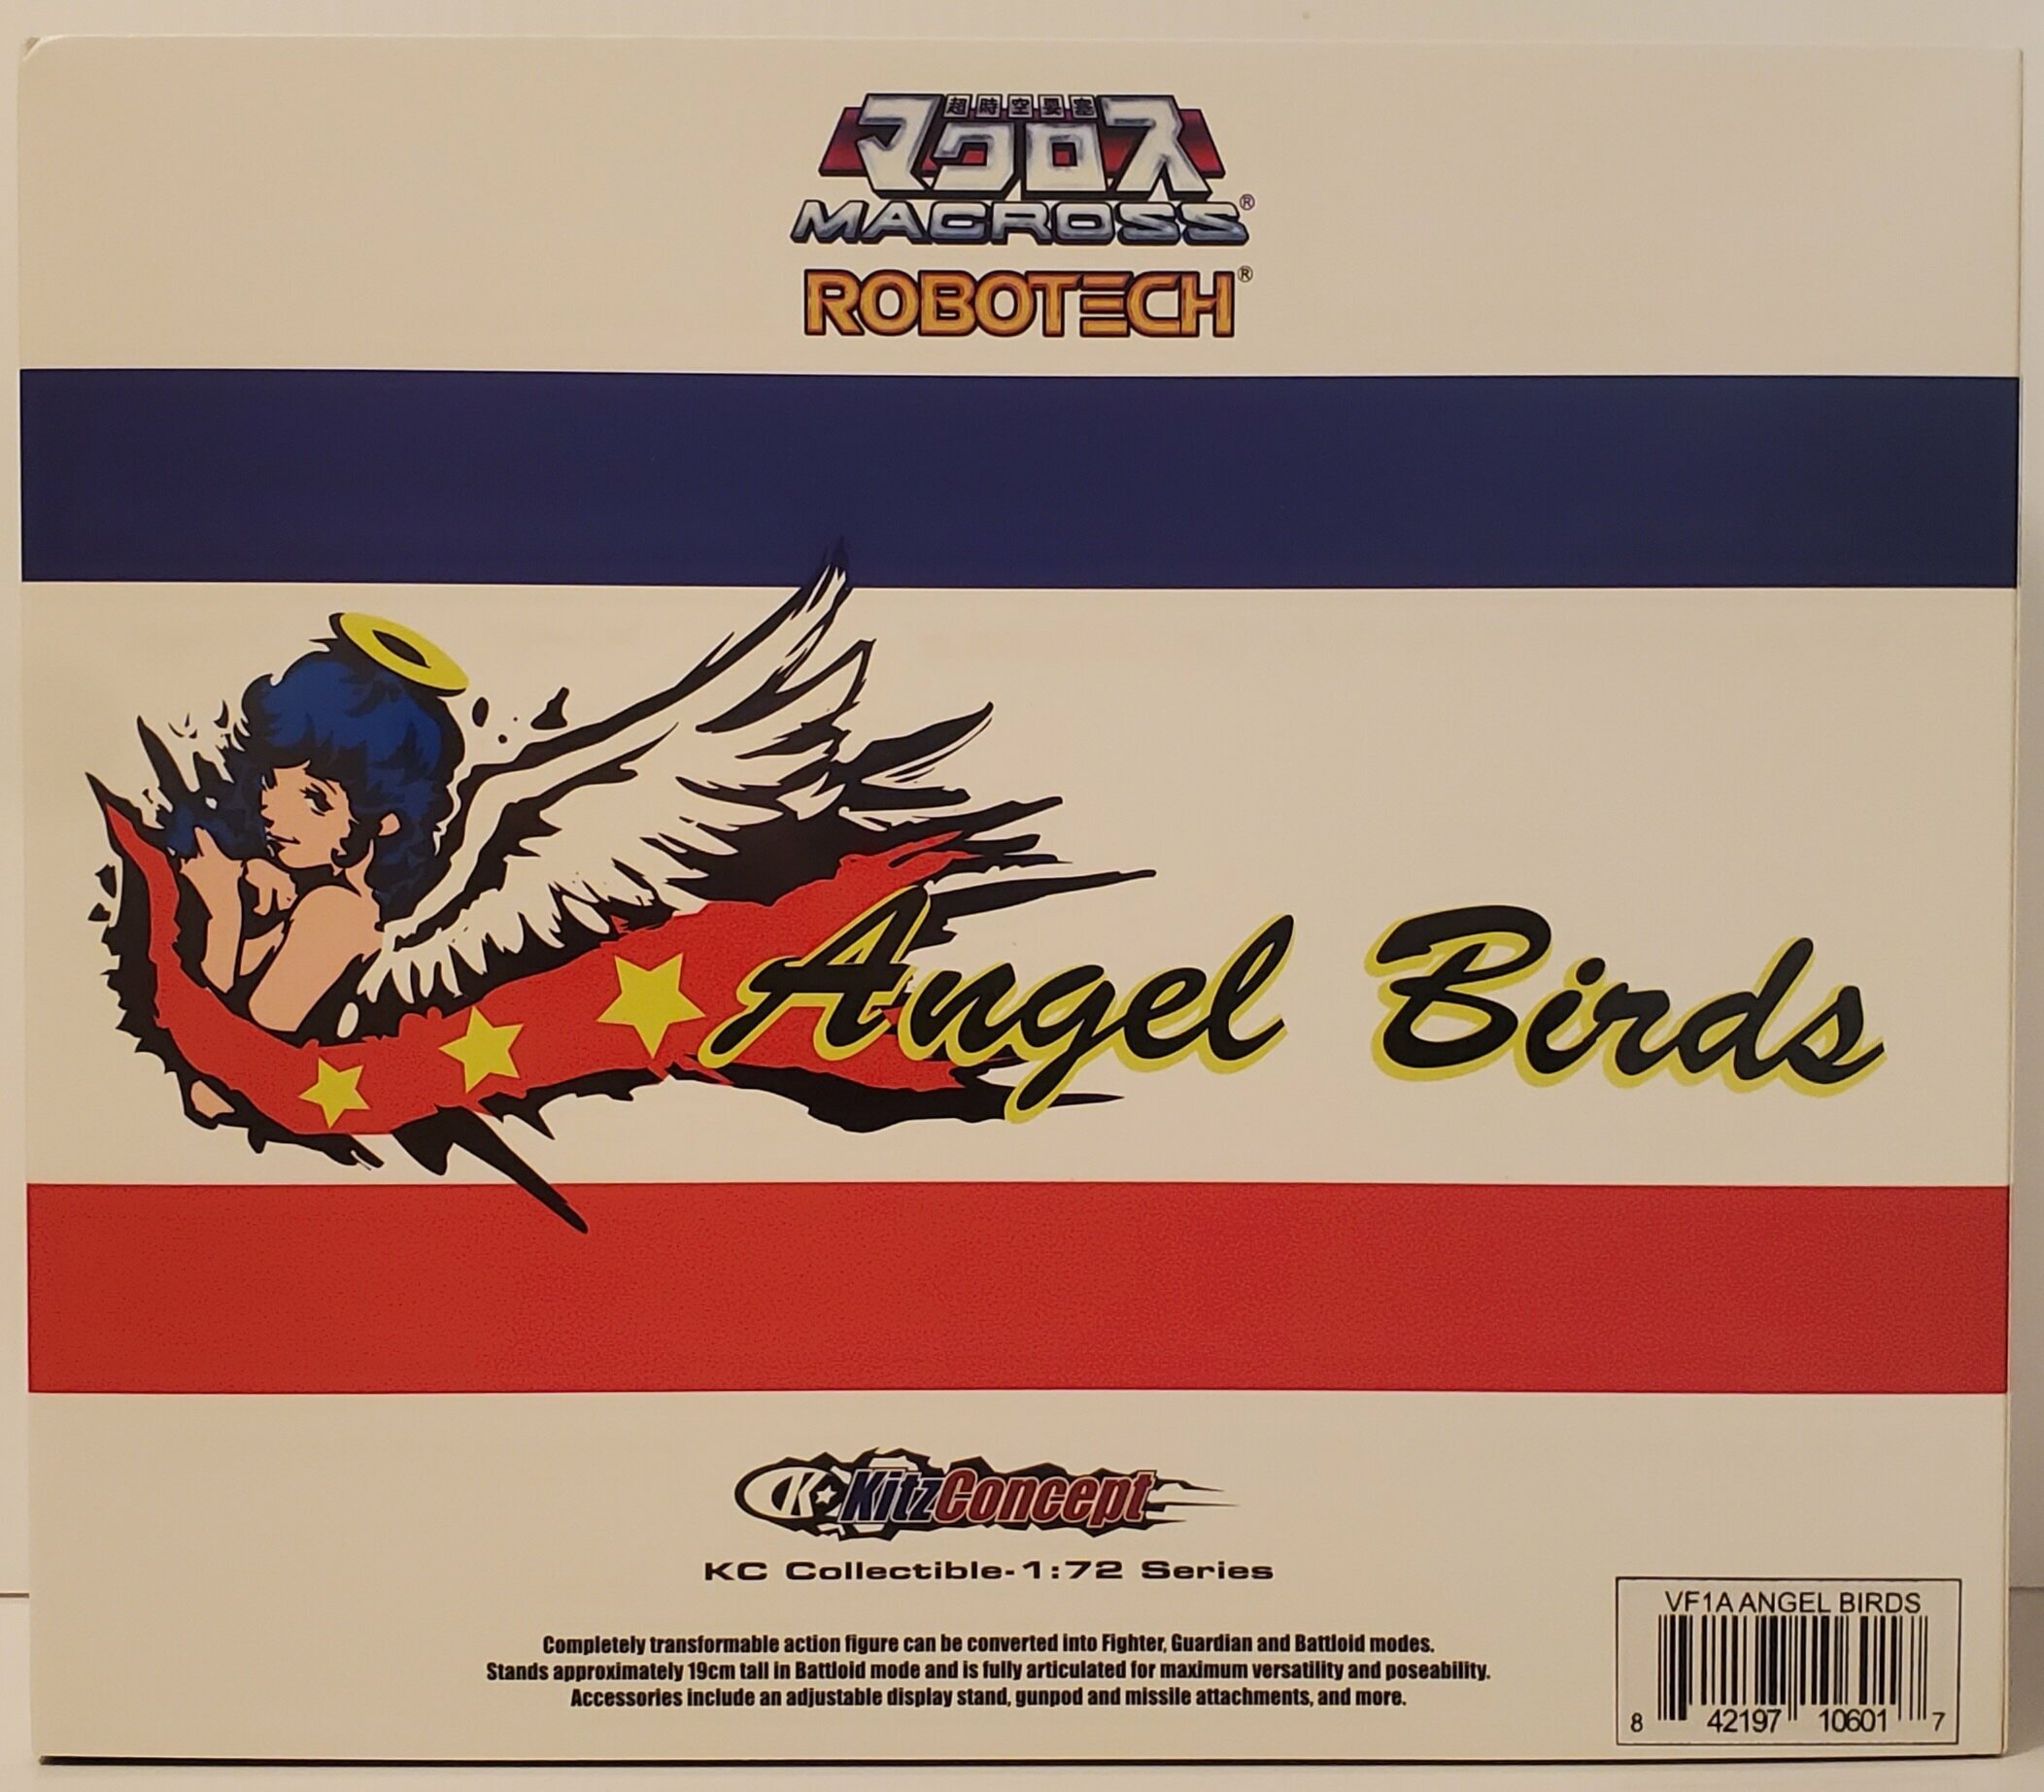 超時空要塞
マクロス
MACROSS®
ROBOTECH®
Angel Birds
K KitzConcept
KC Collectible-1:72 Series
Completely transformable action figure can be converted into Fighter, Guardian and Battloid modes.
Stands approximately 19cm tall in Battloid mode and is fully articulated for maximum versatility and poseability.
Accessories include an adjustable display stand, gunpod and missile attachments, and more.
VF1A ANGEL BIRDS
8 42197 10601 7